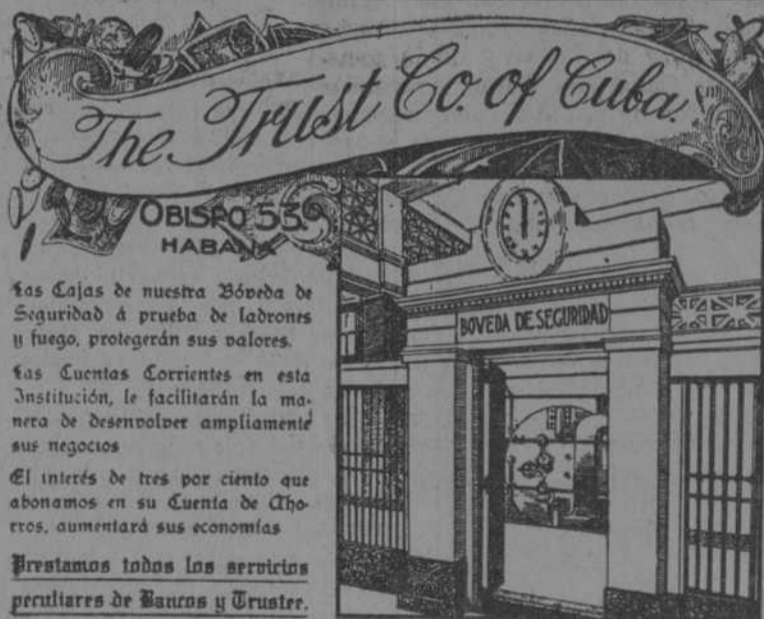 The Trust Co. of Cuba.
OBISPO 53.
HABANA
Las Cajas de nuestra Bóveda de
Seguridad á prueba de ladrones
y fuego, protegerán sus valores.
Las Cuentas Corrientes en esta
Institución, le facilitarán la ma-
nera de desenvolver ampliamente
sus negocios
El interés de tres por ciento que
abonamos en su Cuenta de Aho-
rros, aumentará sus economías
Prestamos todos los servicios
peculiares de Bancos y Trustee.
BOVEDA DE SEGURIDAD